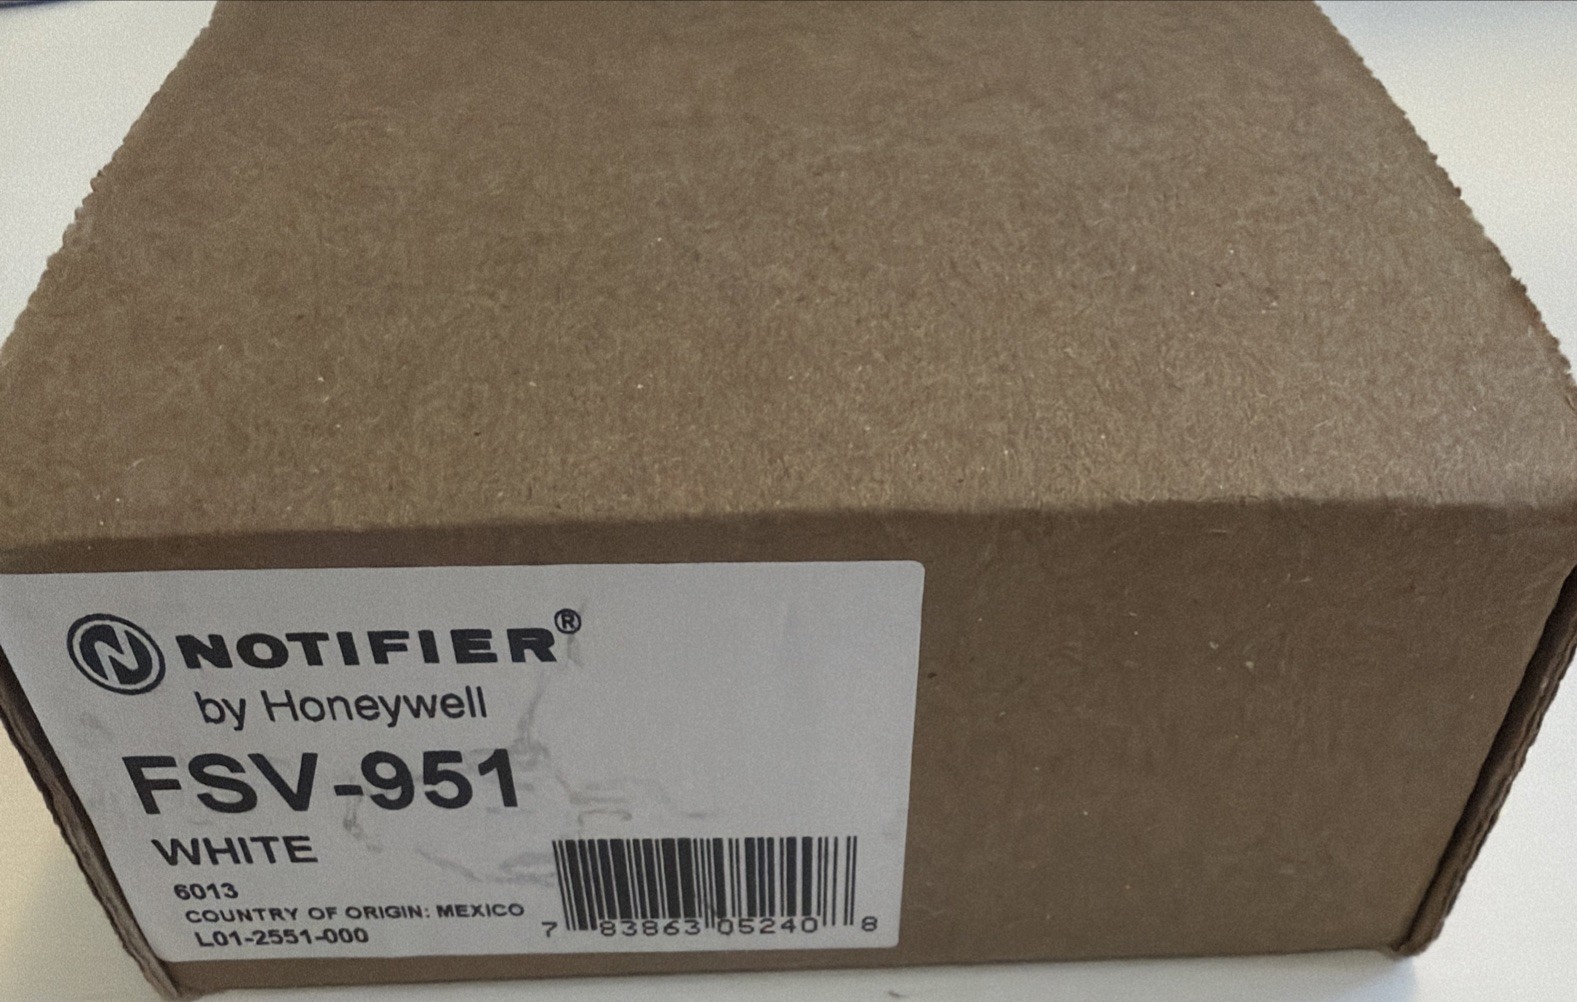 NOTIFIER®
by Honeywell
FSV-951
WHITE
6013
COUNTRY OF ORIGIN: MEXICO
L01-2551-000
7 83863 05240 8